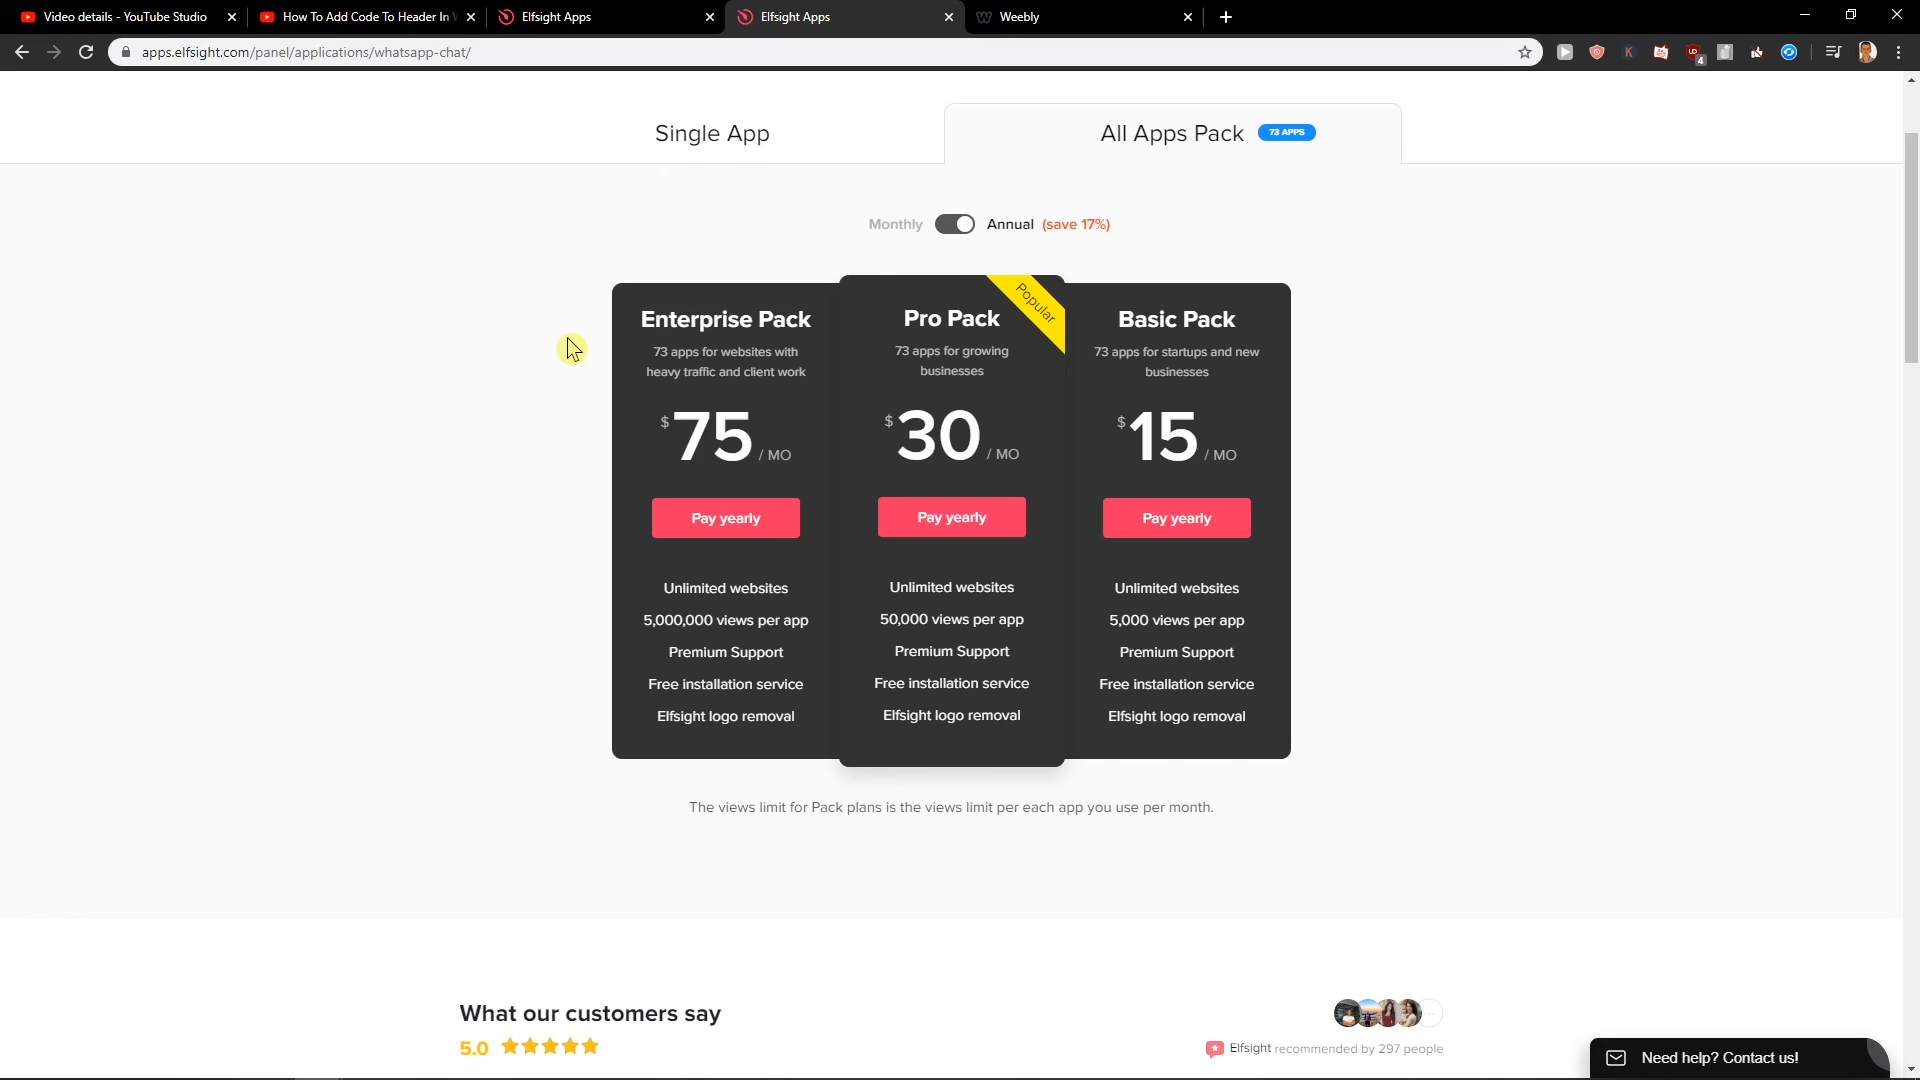 Video details - YouTube Studio
How To Add Code To Header In
Elfsight Apps
Elfsight Apps
Weebly
apps.elfsight.com/panel/applications/whatsapp-chat/
4
Single App
All Apps Pack 73 APPS
Monthly Annual (save 17%)
Enterprise Pack
73 apps for websites with
heavy traffic and client work
$75 / MO
Pay yearly
Unlimited websites
5,000,000 views per app
Premium Support
Free installation service
Elfsight logo removal
Popular
Pro Pack
73 apps for growing
businesses
$30 / MO
Pay yearly
Unlimited websites
50,000 views per app
Premium Support
Free installation service
Elfsight logo removal
Basic Pack
73 apps for startups and new
businesses
$15 / MO
Pay yearly
Unlimited websites
5,000 views per app
Premium Support
Free installation service
Elfsight logo removal
The views limit for Pack plans is the views limit per each app you use per month.
What our customers say
5.0
Elfsight recommended by 297 people
Need help? Contact us!